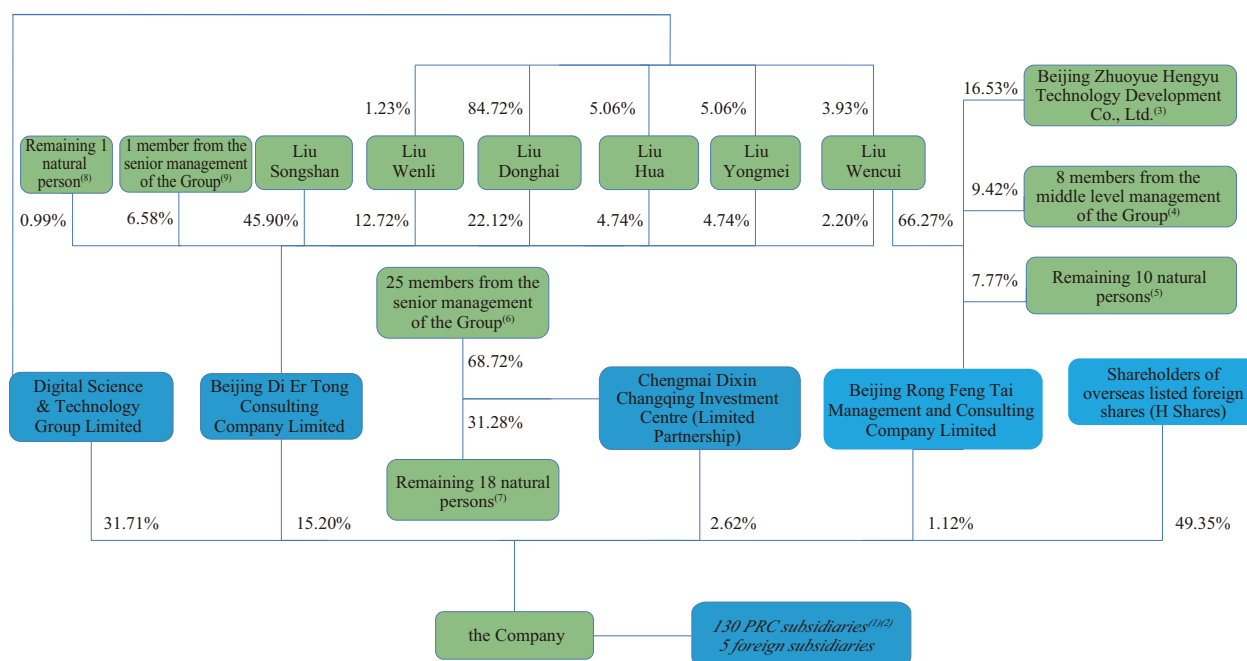 1.23%
84.72%
5.06%
5.06%
3.93%
16.53%
Beijing Zhuoyue Hengyu
Technology Development
Co., Ltd.(3)
Remaining 1
natural
person(8)
1 member from the
senior management
of the Group(9)
Liu
Songshan
Liu
Wenli
Liu
Donghai
Liu
Hua
Liu
Yongmei
Liu
Wencui
9.42%
8 members from the
middle level management
of the Group(4)
0.99%
6.58%
45.90%
12.72%
22.12%
4.74%
4.74%
2.20%
66.27%
7.77%
Remaining 10 natural
persons(5)
25 members from the
senior management
of the Group(6)
68.72%
31.28%
Remaining 18 natural
persons(7)
Digital Science
& Technology
Group Limited
Beijing Di Er Tong
Consulting
Company Limited
Chengmai Dixin
Changqing Investment
Centre (Limited
Partnership)
Beijing Rong Feng Tai
Management and Consulting
Company Limited
Shareholders of
overseas listed foreign
shares (H Shares)
31.71%
15.20%
2.62%
1.12%
49.35%
the Company
130 PRC subsidiaries(1)(2)
5 foreign subsidiaries